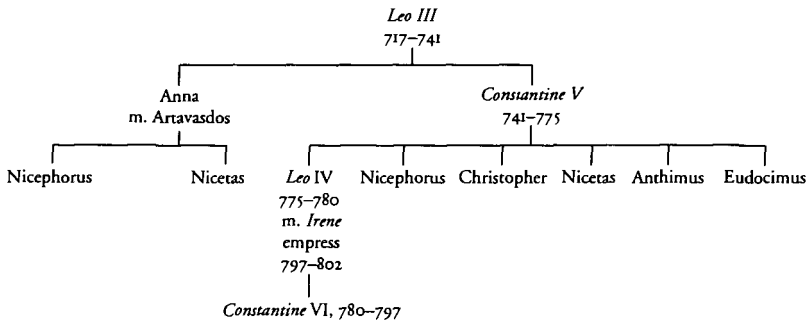 Leo III
717–741
Anna
m. Artavasdos
Constantine V
741–775
Nicephorus
Nicetas
Leo IV
775–780
m. Irene
empress
797–802
Nicephorus
Christopher
Nicetas
Anthimus
Eudocimus
Constantine VI, 780–797